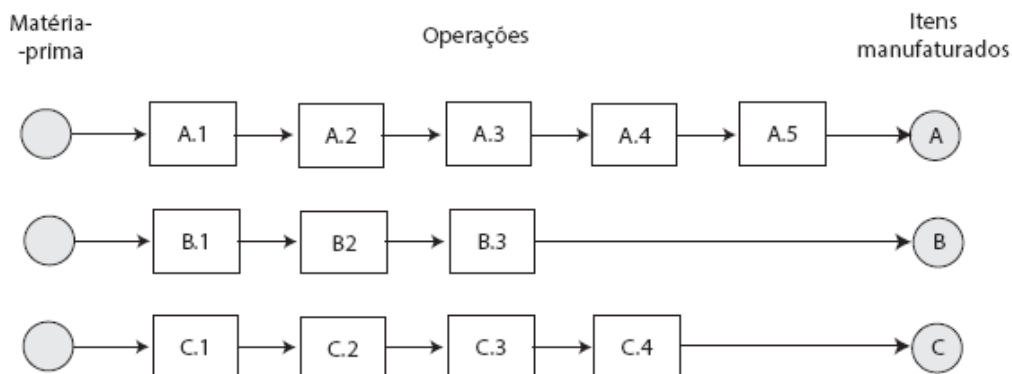 Matéria-
-prima
Operações
Itens
manufaturados
A.1 A.2 A.3 A.4 A.5 A
B.1 B2 B.3 B
C.1 C.2 C.3 C.4 C